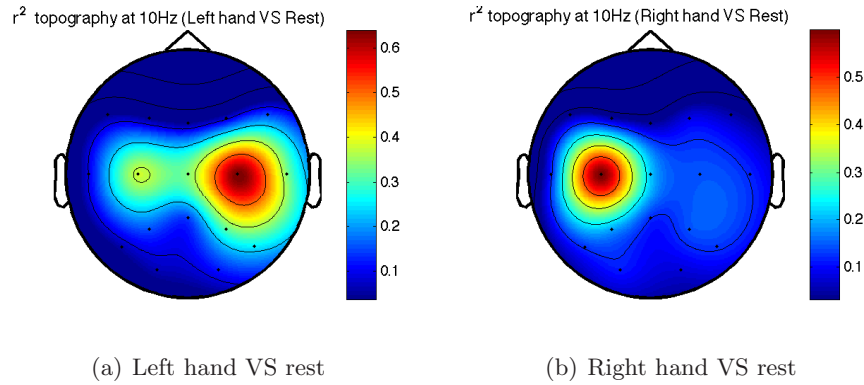 r² topography at 10Hz (Left hand VS Rest)
0.6
0.5
0.4
0.3
0.2
0.1
(a) Left hand VS rest
r² topography at 10Hz (Right hand VS Rest)
0.5
0.4
0.3
0.2
0.1
(b) Right hand VS rest